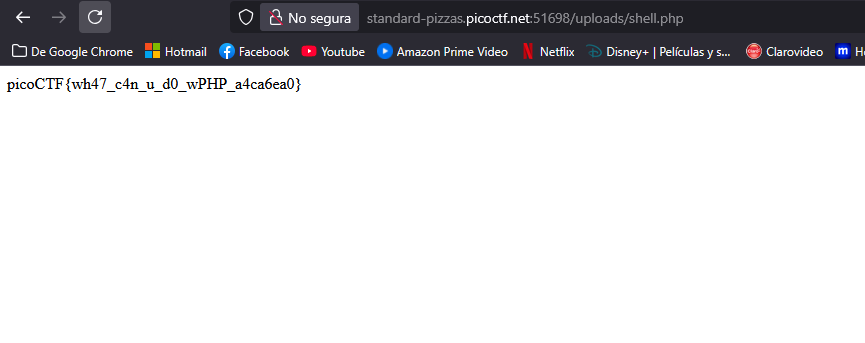 No segura
standard-pizzas.picoctf.net:51698/uploads/shell.php
De Google Chrome
Hotmail
Facebook
Youtube
Amazon Prime Video
Netflix
Disney+ | Películas y s...
Clarovideo
picoCTF{wh47_c4n_u_d0_wPHP_a4ca6ea0}